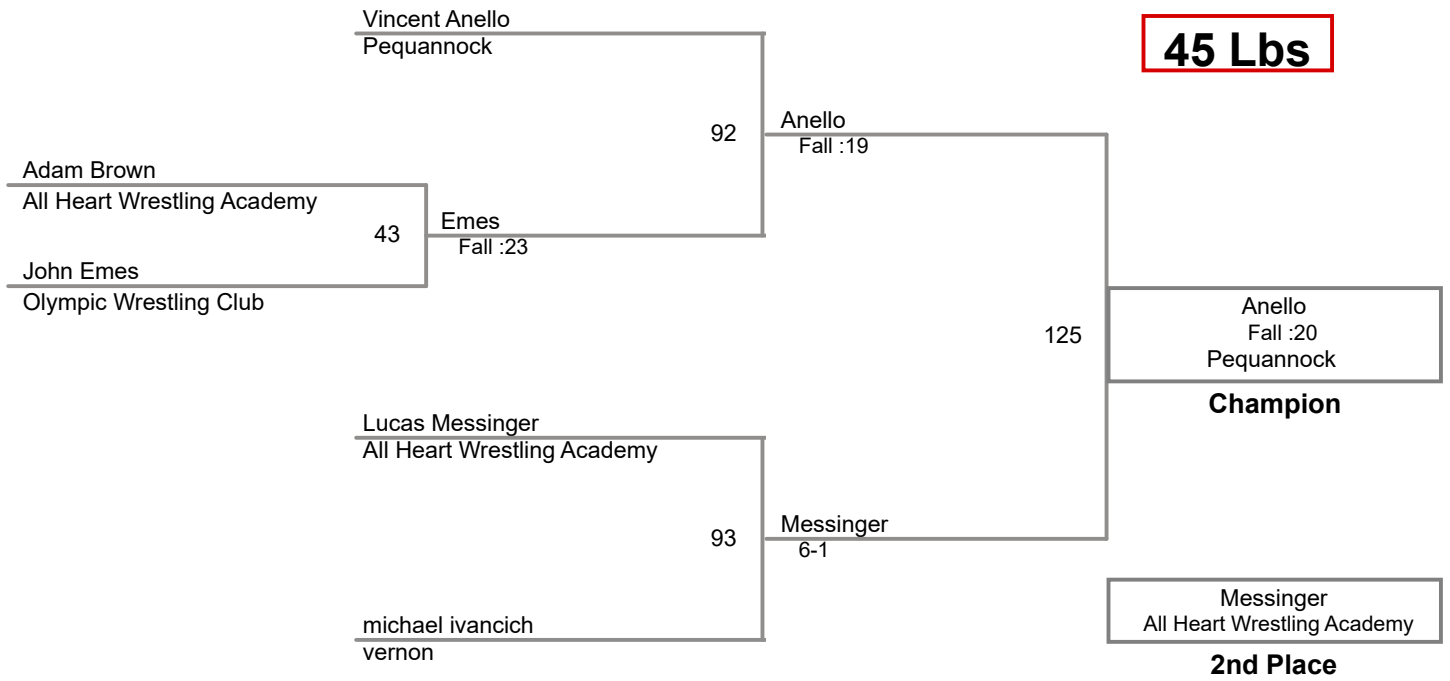 Vincent Anello
Pequannock
45 Lbs
92
Anello
Fall :19
Adam Brown
All Heart Wrestling Academy
43
Emes
Fall :23
John Emes
Olympic Wrestling Club
125
Anello
Fall :20
Pequannock
Champion
Lucas Messinger
All Heart Wrestling Academy
93
Messinger
6-1
michael ivancich
vernon
Messinger
All Heart Wrestling Academy
2nd Place